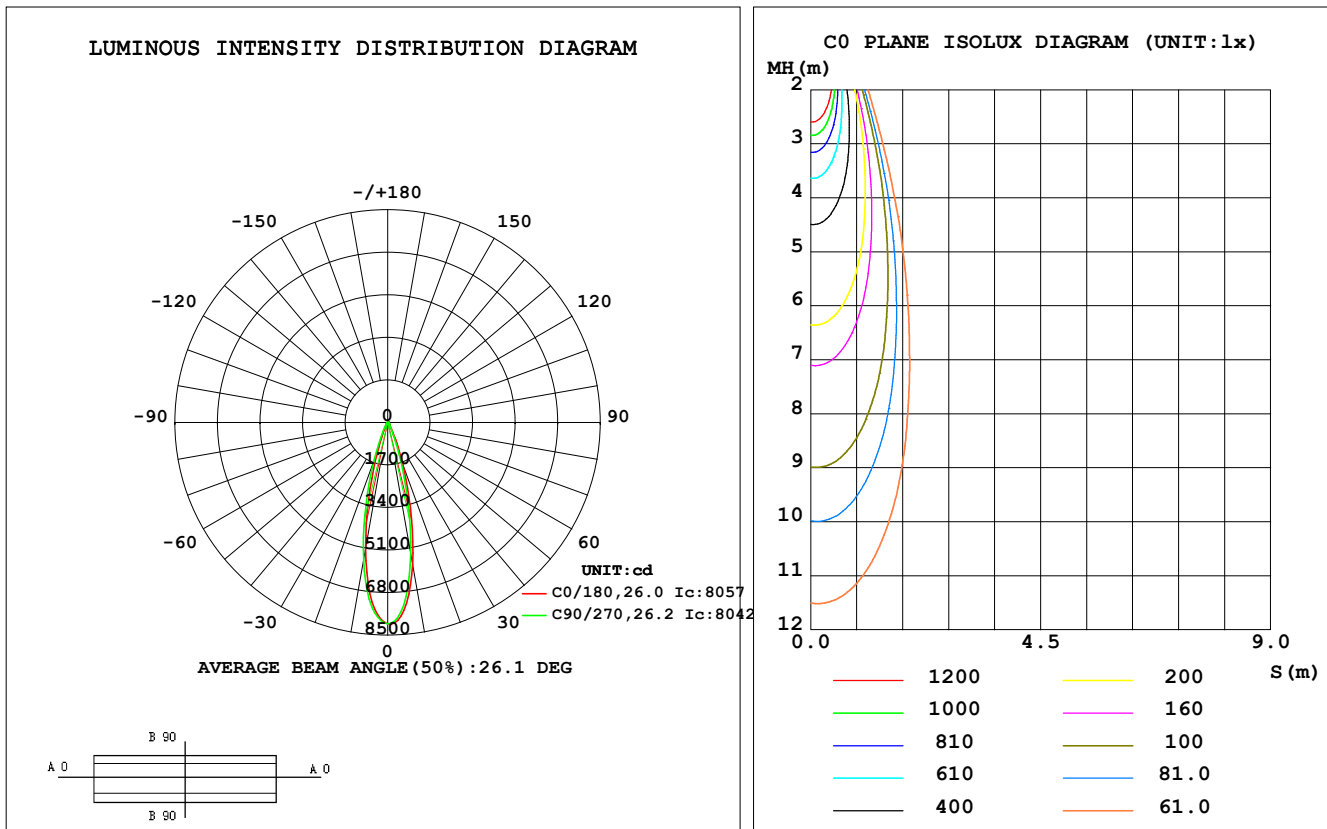 LUMINOUS INTENSITY DISTRIBUTION DIAGRAM
-/+180
-150 150
-120 120
-90 0 90
1700
3400
-60 5100 60
UNIT:cd
6800 C0/180,26.0 Ic:8057
C90/270,26.2 Ic:8042
-30 8500 30
0
AVERAGE BEAM ANGLE(50%):26.1 DEG
B 90
A 0 A 0
B 90
C0 PLANE ISOLUX DIAGRAM (UNIT:lx)
MH(m)
2
3
4
5
6
7
8
9
10
11
12
0.0 4.5 9.0
S(m)
1200 200
1000 160
810 100
610 81.0
400 61.0